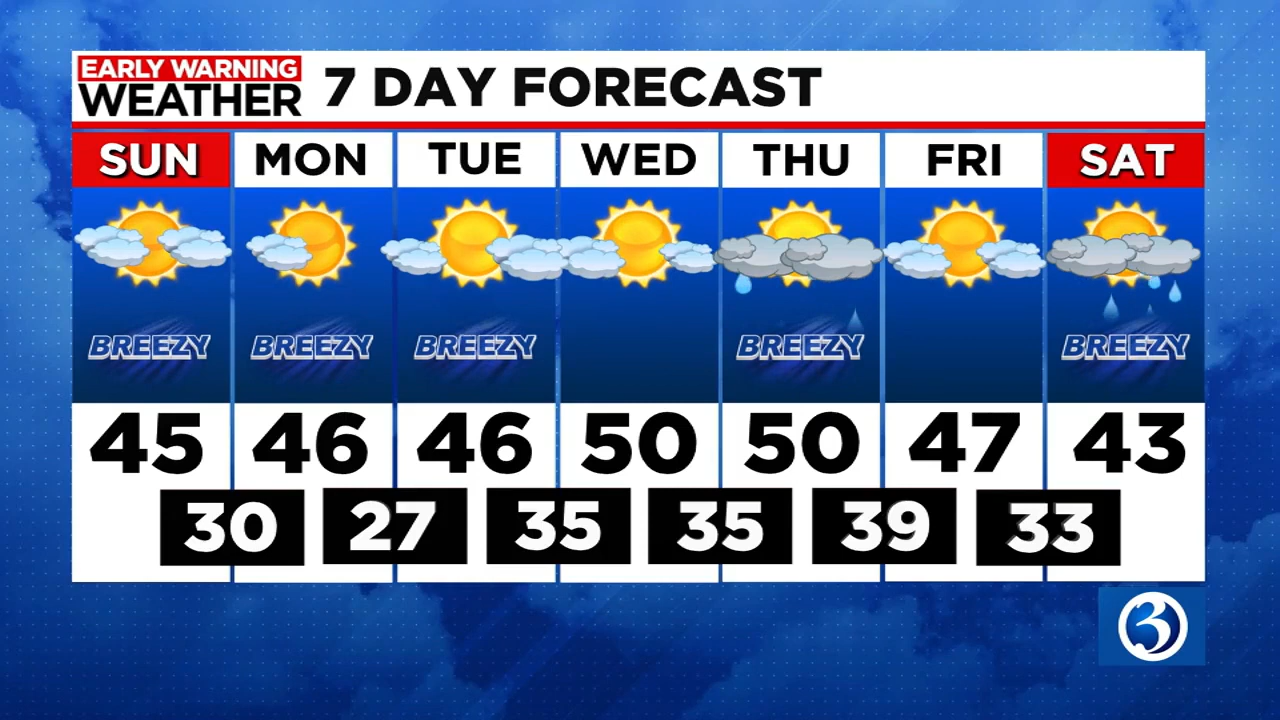 EARLY WARNING
WEATHER
7 DAY FORECAST
SUN MON TUE WED THU FRI SAT
BREEZY BREEZY BREEZY BREEZY BREEZY
45 46 46 50 50 47 43
30 27 35 35 39 33
3